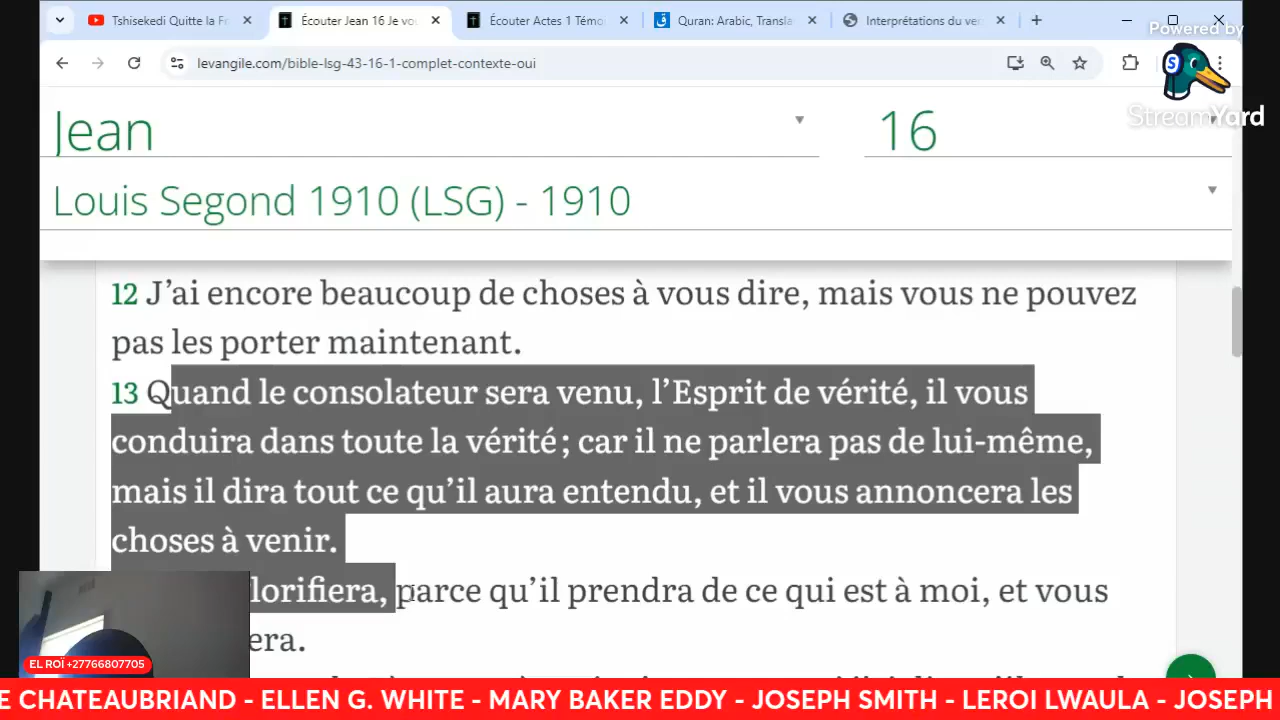 Tshisekedi Quitte la Fr
Écouter Jean 16 Je vou
Écouter Actes 1 Témoi
Quran: Arabic, Transla
Interprétations du ver
Powered by
levangile.com/bible-lsg-43-16-1-complet-contexte-oui
S
StreamYard
Jean
16
Louis Segond 1910 (LSG) - 1910
12 J’ai encore beaucoup de choses à vous dire, mais vous ne pouvez
pas les porter maintenant.
13 Quand le consolateur sera venu, l’Esprit de vérité, il vous
conduira dans toute la vérité; car il ne parlera pas de lui-même,
mais il dira tout ce qu’il aura entendu, et il vous annoncera les
choses à venir.
lorifiera, parce qu’il prendra de ce qui est à moi, et vous
era.
EL ROÏ +27766807705
E CHATEAUBRIAND - ELLEN G. WHITE - MARY BAKER EDDY - JOSEPH SMITH - LEROI LWAULA - JOSEPH